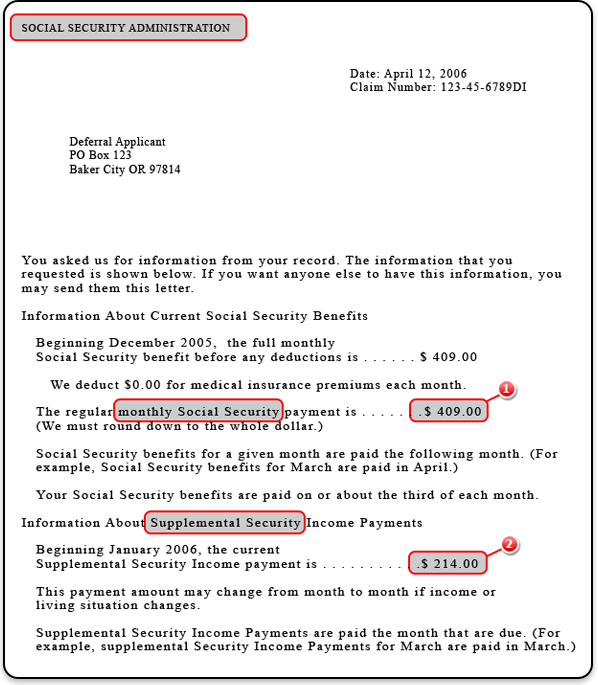 SOCIAL SECURITY ADMINISTRATION
Date: April 12, 2006
Claim Number: 123-45-6789DI
Deferral Applicant
PO Box 123
Baker City OR 97814
You asked us for information from your record. The information that you
requested is shown below. If you want anyone else to have this information, you
may send them this letter.
Information About Current Social Security Benefits
Beginning December 2005, the full monthly
Social Security benefit before any deductions is . . . . . . $ 409.00
We deduct $0.00 for medical insurance premiums each month.
1
The regular monthly Social Security payment is . . . . . . .$ 409.00
(We must round down to the whole dollar.)
Social Security benefits for a given month are paid the following month. (For
example, Social Security benefits for March are paid in April.)
Your Social Security benefits are paid on or about the third of each month.
Information About Supplemental Security Income Payments
2
Beginning January 2006, the current
Supplemental Security Income payment is . . . . . . . . . . .$ 214.00
This payment amount may change from month to month if income or
living situation changes.
Supplemental Security Income Payments are paid the month that are due. (For
example, supplemental Security Income Payments for March are paid in March.)